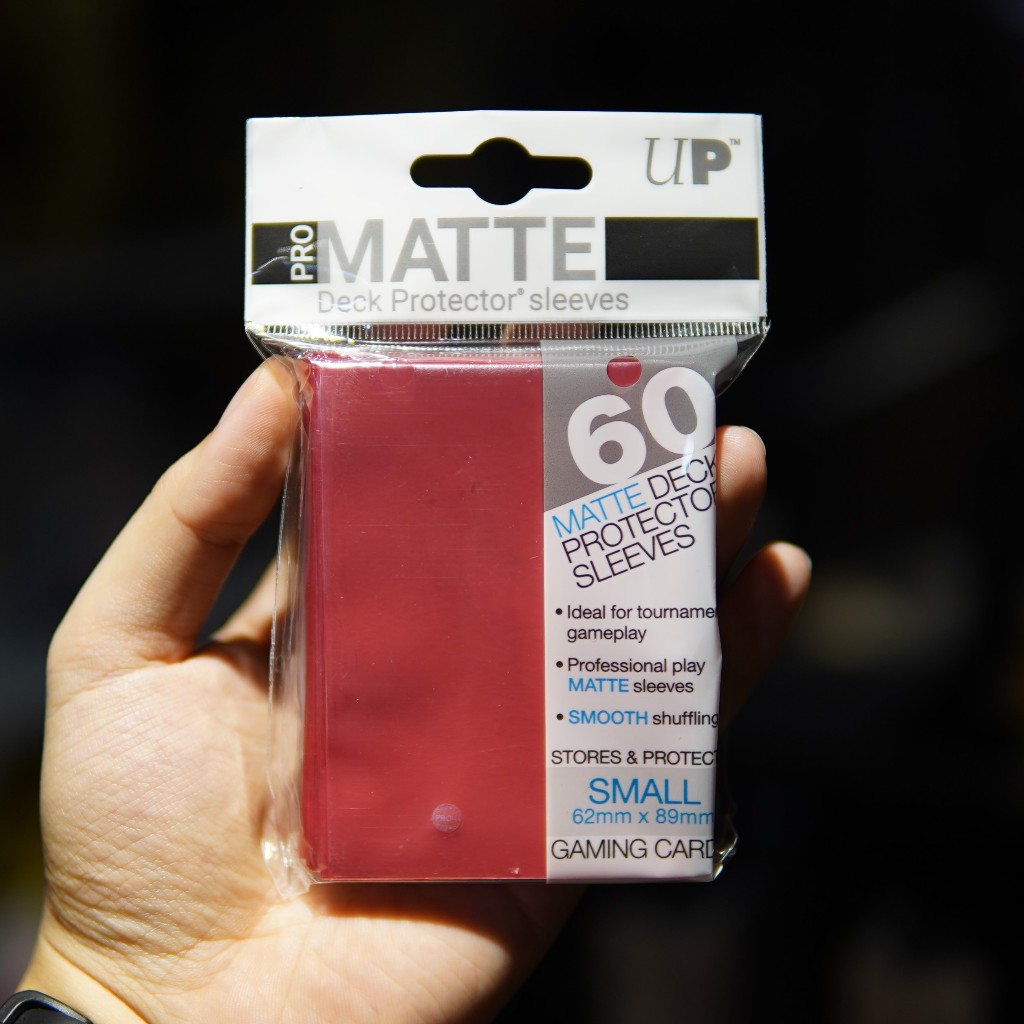 UP™
PRO
MATTE
Deck Protector® sleeves
60
MATTE DECK
PROTECTOR
SLEEVES
• Ideal for tourname
gameplay
• Professional play
MATTE sleeves
• SMOOTH shuffling
STORES & PROTECT
SMALL
62mm x 89mm
GAMING CARD